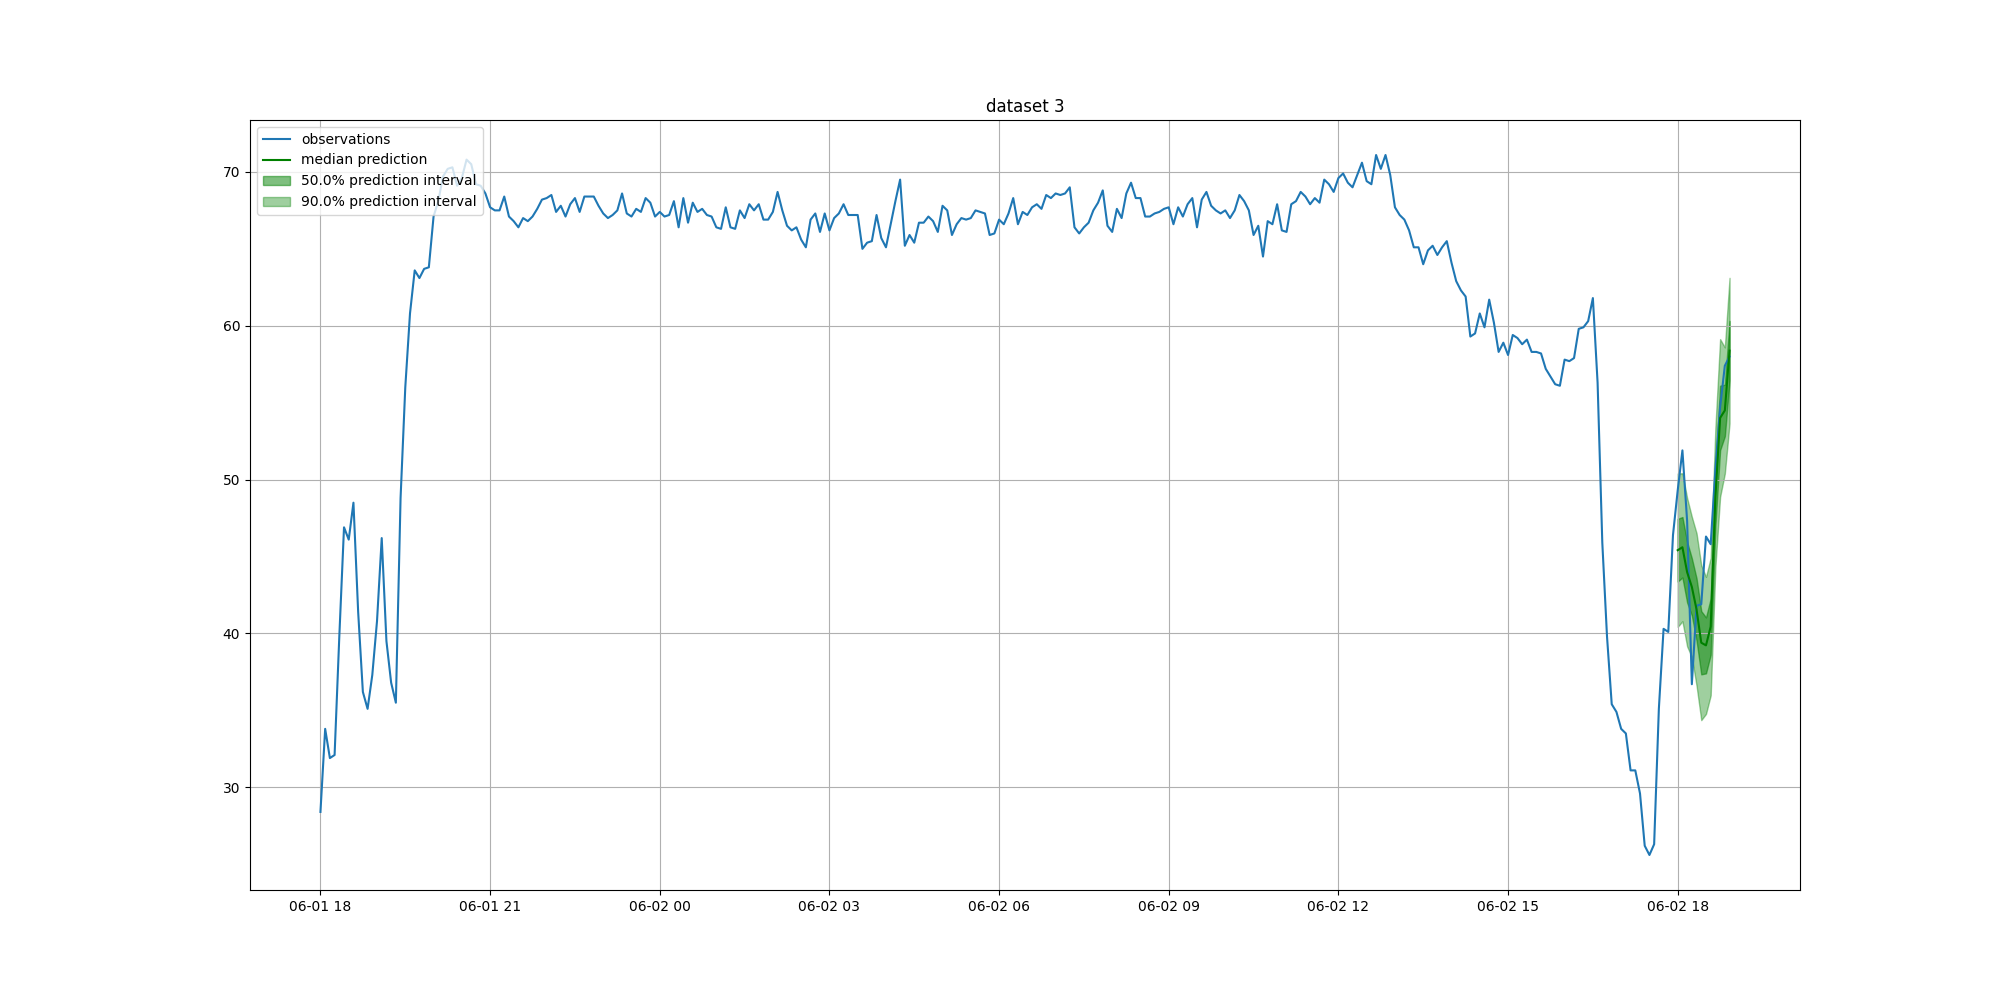 dataset 3
observations
median prediction
50.0% prediction interval
90.0% prediction interval
70
60
50
40
30
06-01 18
06-01 21
06-02 00
06-02 03
06-02 06
06-02 09
06-02 12
06-02 15
06-02 18